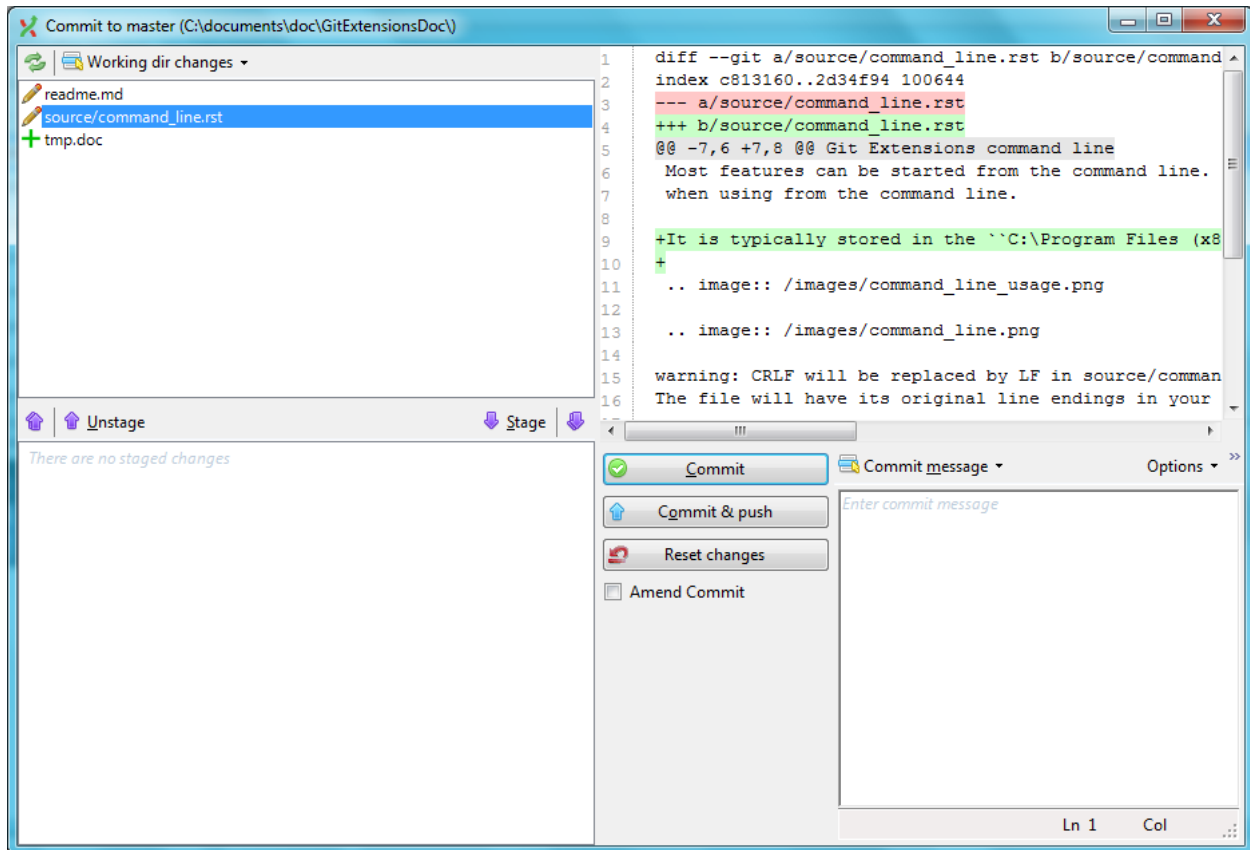 Commit to master (C:\documents\doc\GitExtensionsDoc\)
Working dir changes
readme.md
source/command_line.rst
tmp.doc
Unstage
Stage
There are no staged changes
1 diff --git a/source/command_line.rst b/source/command
2 index c813160..2d34f94 100644
3 --- a/source/command_line.rst
4 +++ b/source/command_line.rst
5 @@ -7,6 +7,8 @@ Git Extensions command line
6 Most features can be started from the command line.
7 when using from the command line.
8
9 +It is typically stored in the ``C:\Program Files (x8
10 +
11 .. image:: /images/command_line_usage.png
12
13 .. image:: /images/command_line.png
14
15 warning: CRLF will be replaced by LF in source/comman
16 The file will have its original line endings in your
Commit
Commit & push
Reset changes
Amend Commit
Commit message
Options
Enter commit message
Ln 1 Col